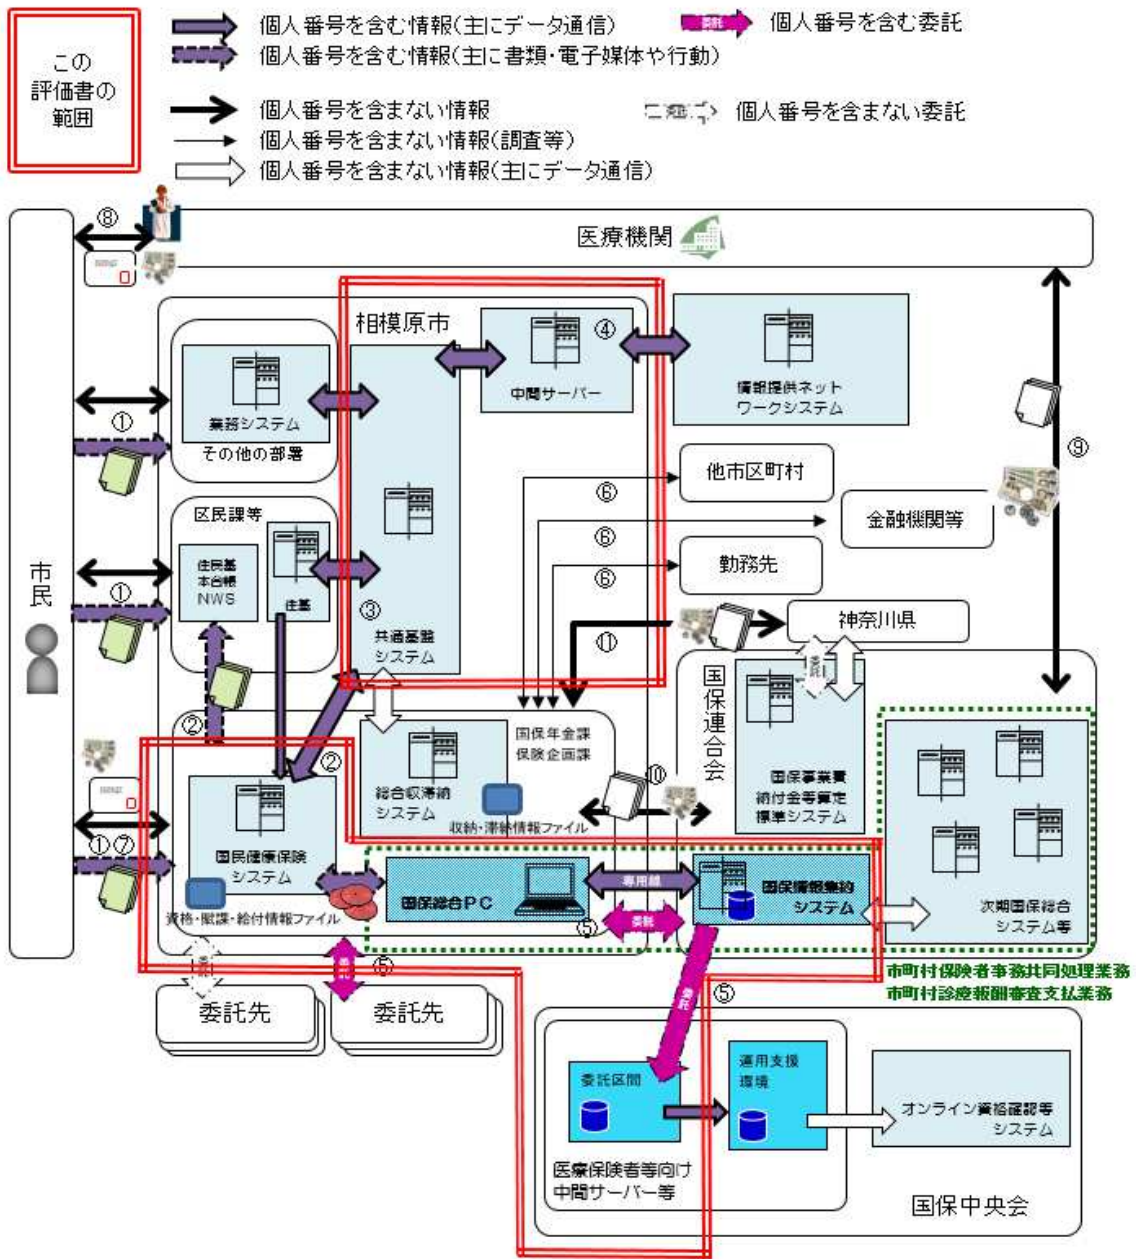 この
評価書の
範囲
個人番号を含む情報(主にデータ通信)
委託
個人番号を含む委託
個人番号を含む情報(主に書類・電子媒体や行動)
個人番号を含まない情報
個人番号を含まない委託
個人番号を含まない情報(調査等)
個人番号を含まない情報(主にデータ通信)
⑧
医療機関
相模原市
④
中間サーバー
情報提供ネット
ワークシステム
業務システム
その他の部署
①
⑨
他市区町村
⑥
金融機関等
⑥
勤務先
⑥
区民課等
住民基
本台帳
NWS
住基
①
③
共通基盤
システム
市民
神奈川県
⑪
委託
国保連合会
②
②
国保年金課
保険企画課
総合収滞納
システム
収納・滞納情報ファイル
⑩
国保事業費
納付金等算定
標準システム
国民健康保険
システム
①⑦
資格・賦課・給付情報ファイル
国保総合PC
専用線
国保情報集約
システム
⑤
委託
次期国保総合
システム等
市町村保険者事務共同処理業務
市町村診療報酬審査支払業務
委託
委託
⑤
委託先
委託先
委託
⑤
委託区間
運用支援
環境
オンライン資格確認等
システム
医療保険者等向け
中間サーバー等
国保中央会